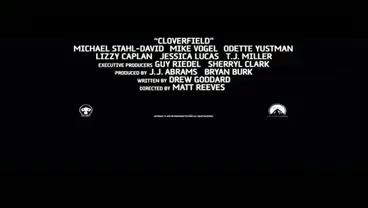 "CLOVERFIELD"
MICHAEL STAHL-DAVID MIKE VOGEL ODETTE YUSTMAN
LIZZY CAPLAN JESSICA LUCAS T.J. MILLER
EXECUTIVE PRODUCERS GUY RIEDEL SHERRYL CLARK
PRODUCED BY J.J. ABRAMS BRYAN BURK
WRITTEN BY DREW GODDARD
DIRECTED BY MATT REEVES